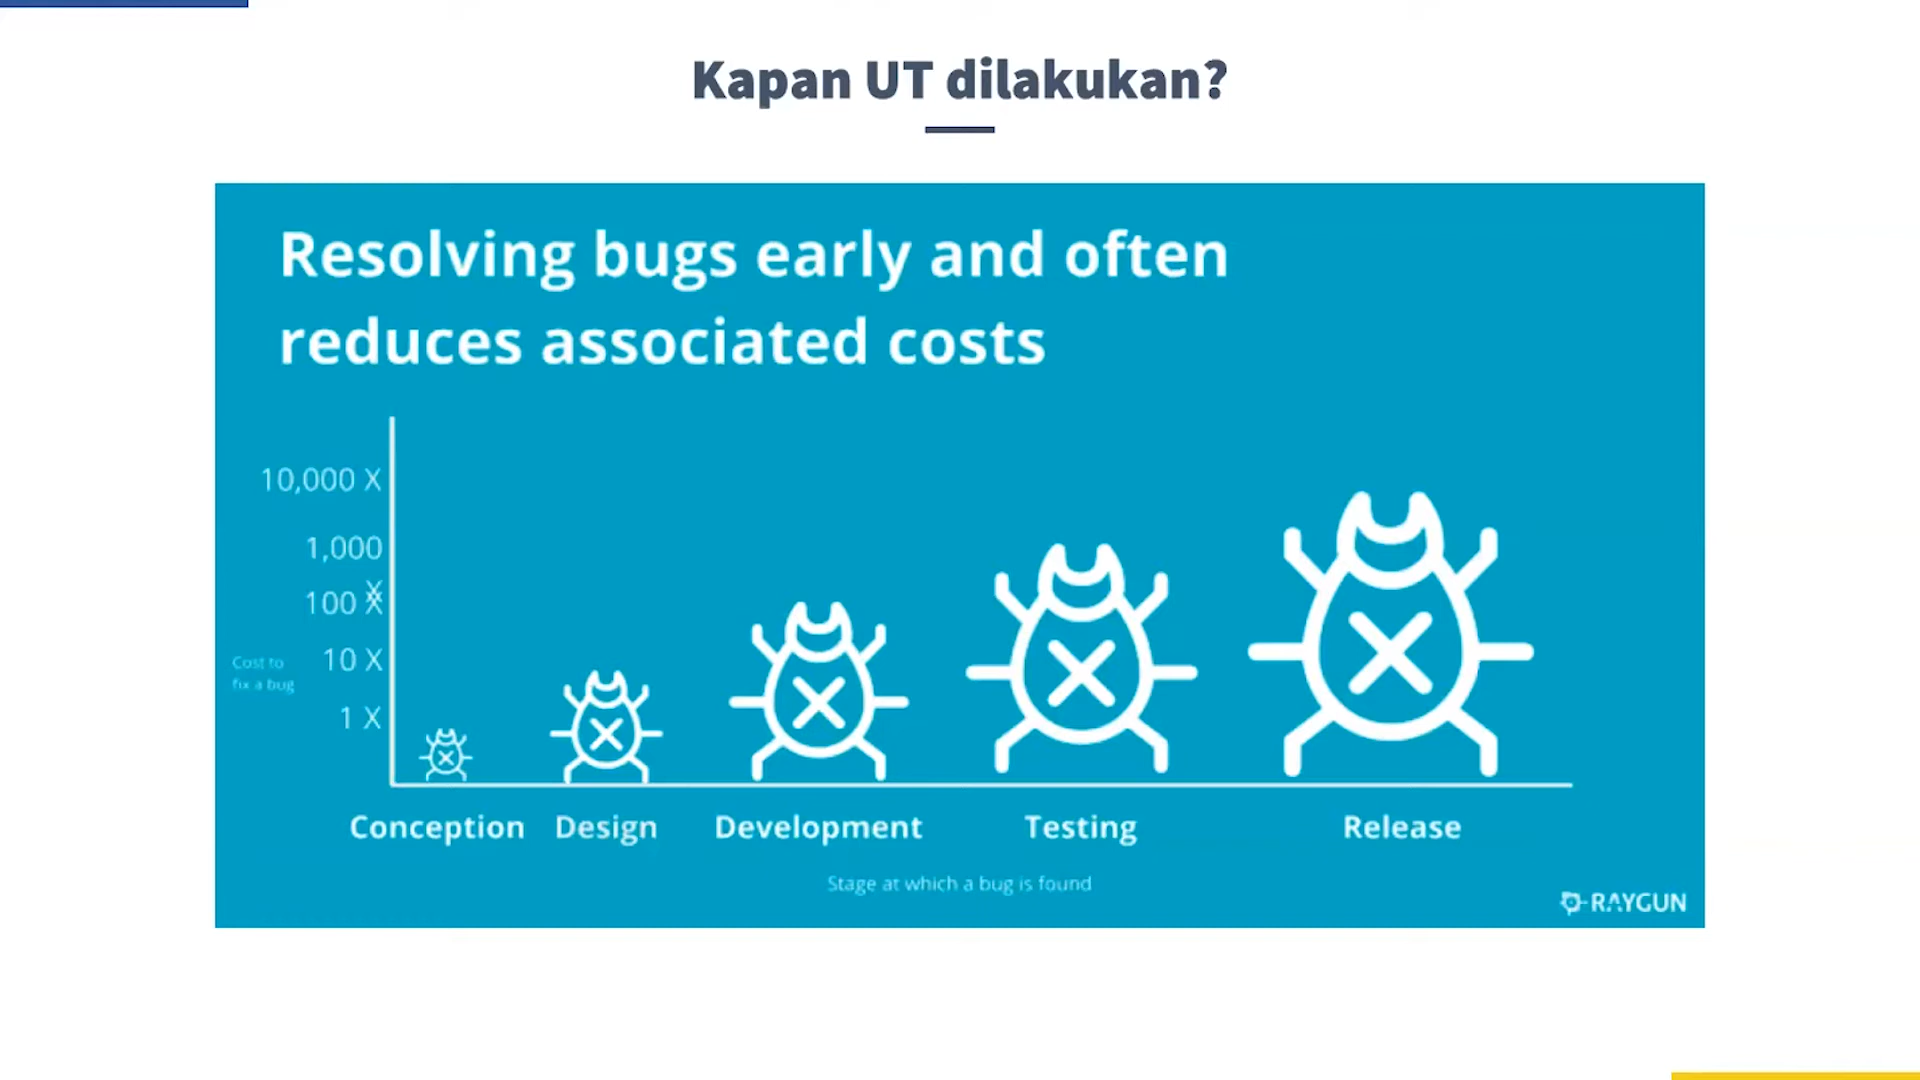 Kapan UT dilakukan?
Resolving bugs early and often
reduces associated costs
10,000 X
1,000
X
100 X
10 X
Cost to
fix a bug
1 X
Conception Design Development Testing Release
Stage at which a bug is found
RAYGUN